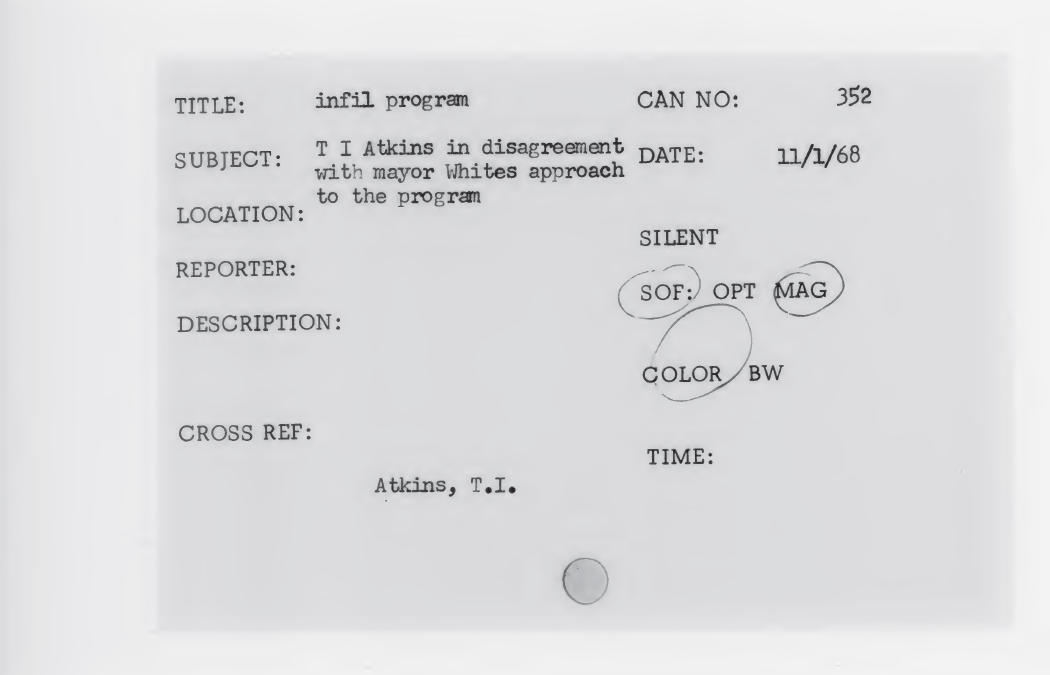 TITLE: infil program CAN NO: 352
SUBJECT: T I Atkins in disagreement DATE: 11/1/68
with mayor Whites approach
to the program
LOCATION:
SILENT
REPORTER:
SOF: OPT MAG
DESCRIPTION:
COLOR BW
CROSS REF:
TIME:
Atkins, T.I.